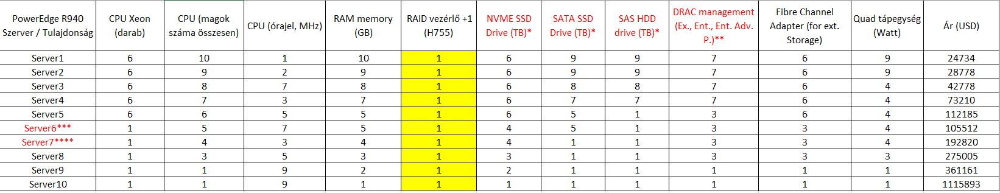 PowerEdge R940 Szerver / Tulajdonság | CPU Xeon (darab) | CPU (magok száma összesen) | CPU (órajel, MHz) | RAM memory (GB) | RAID vezérlő +1 (H755) | NVME SSD Drive (TB)* | SATA SSD Drive (TB)* | SAS HDD drive (TB)* | DRAC management (Ex., Ent., Ent. Adv. P.)** | Fibre Channel Adapter (for ext. Storage) | Quad tápegység (Watt) | Ár (USD)
Server1 | 6 | 10 | 1 | 10 | 1 | 6 | 9 | 9 | 7 | 6 | 9 | 24734
Server2 | 6 | 9 | 2 | 9 | 1 | 6 | 9 | 9 | 7 | 6 | 9 | 28778
Server3 | 6 | 8 | 7 | 8 | 1 | 6 | 8 | 8 | 7 | 6 | 4 | 42778
Server4 | 6 | 7 | 3 | 7 | 1 | 6 | 7 | 7 | 7 | 6 | 4 | 73210
Server5 | 6 | 6 | 5 | 5 | 1 | 6 | 5 | 1 | 3 | 6 | 4 | 112185
Server6*** | 1 | 5 | 7 | 5 | 1 | 4 | 5 | 1 | 3 | 3 | 4 | 105512
Server7**** | 1 | 4 | 3 | 4 | 1 | 4 | 1 | 1 | 3 | 3 | 4 | 192820
Server8 | 1 | 3 | 5 | 3 | 1 | 3 | 1 | 1 | 3 | 3 | 3 | 275005
Server9 | 1 | 1 | 9 | 2 | 1 | 2 | 1 | 1 | 1 | 1 | 1 | 361161
Server10 | 1 | 1 | 9 | 1 | 1 | 1 | 1 | 1 | 1 | 1 | 1 | 1115893